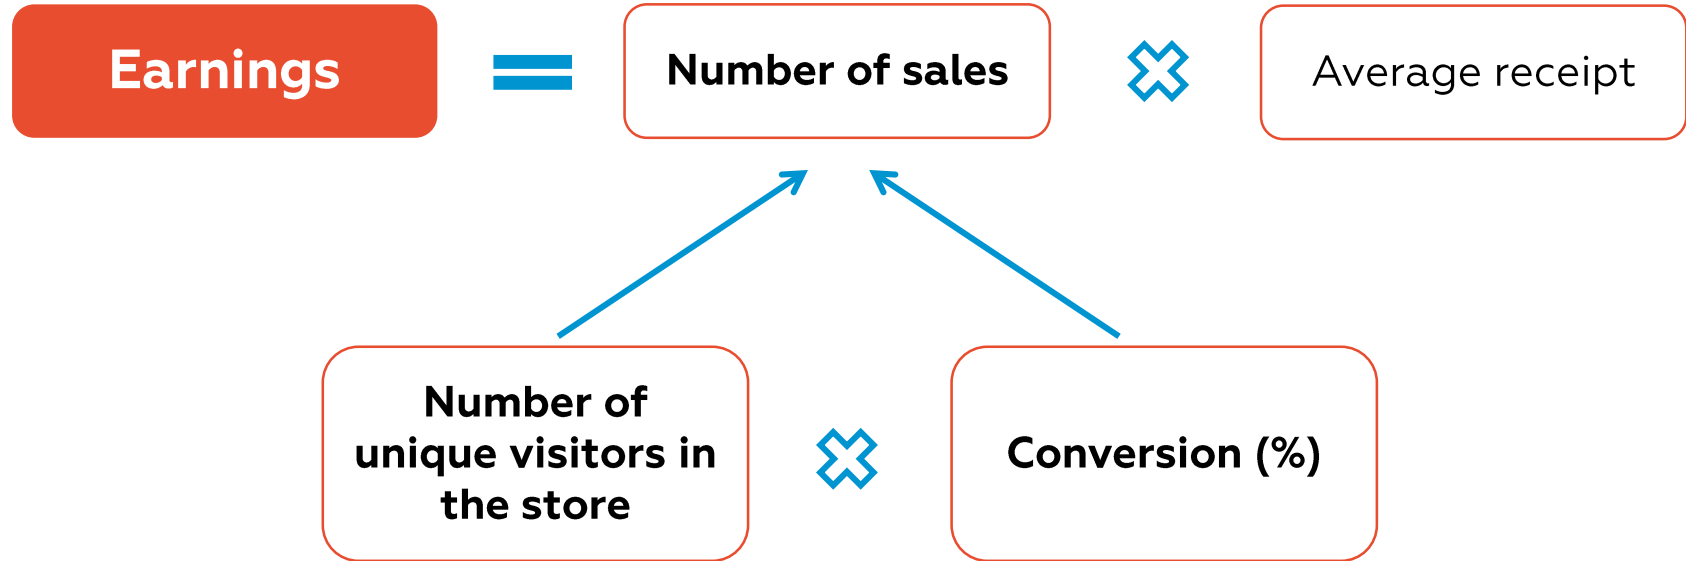 Earnings
Number of sales
Average receipt
Number of
unique visitors in
the store
Conversion (%)